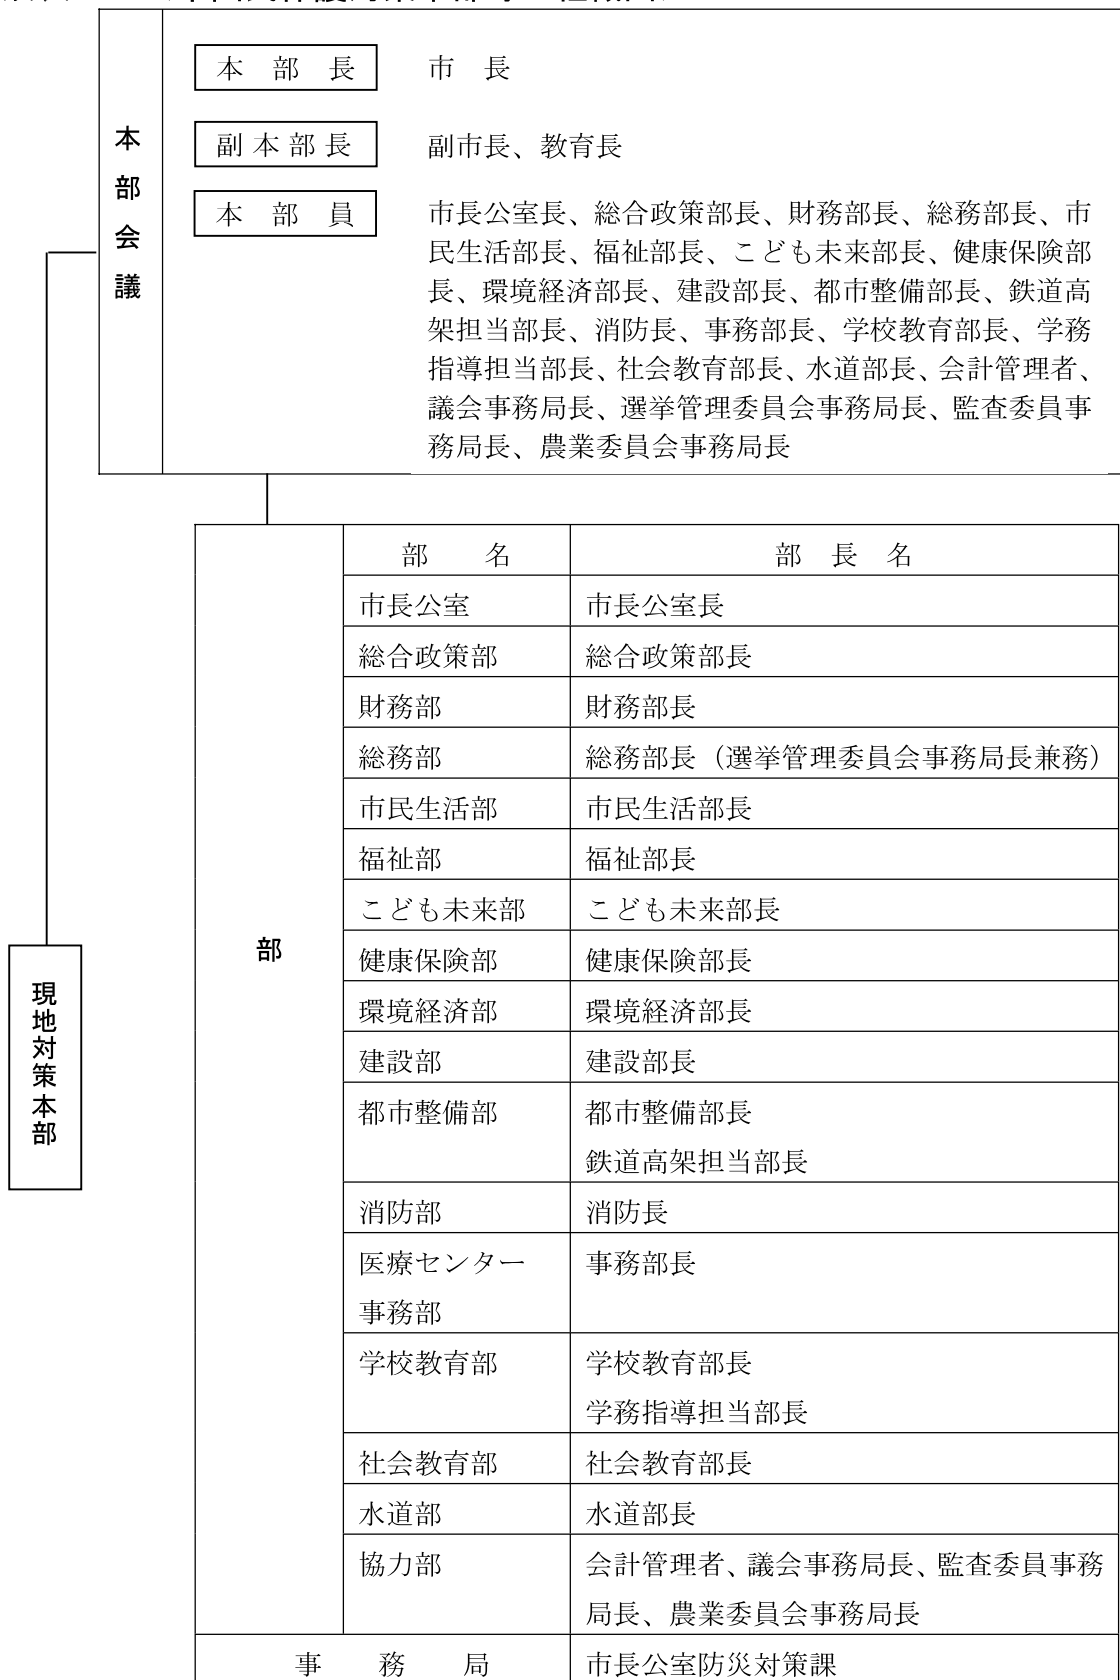 本部会議
本　部　長　市　長
副 本 部 長　副市長、教育長
本　部　員　市長公室長、総合政策部長、財務部長、総務部長、市
民生活部長、福祉部長、こども未来部長、健康保険部
長、環境経済部長、建設部長、都市整備部長、鉄道高
架担当部長、消防長、事務部長、学校教育部長、学務
指導担当部長、社会教育部長、水道部長、会計管理者、
議会事務局長、選挙管理委員会事務局長、監査委員事
務局長、農業委員会事務局長
現地対策本部
部
部　名　部　長　名
市長公室　市長公室長
総合政策部　総合政策部長
財務部　財務部長
総務部　総務部長（選挙管理委員会事務局長兼務）
市民生活部　市民生活部長
福祉部　福祉部長
こども未来部　こども未来部長
健康保険部　健康保険部長
環境経済部　環境経済部長
建設部　建設部長
都市整備部　都市整備部長
鉄道高架担当部長
消防部　消防長
医療センター　事務部長
事務部
学校教育部　学校教育部長
学務指導担当部長
社会教育部　社会教育部長
水道部　水道部長
協力部　会計管理者、議会事務局長、監査委員事務
局長、農業委員会事務局長
事　務　局　市長公室防災対策課